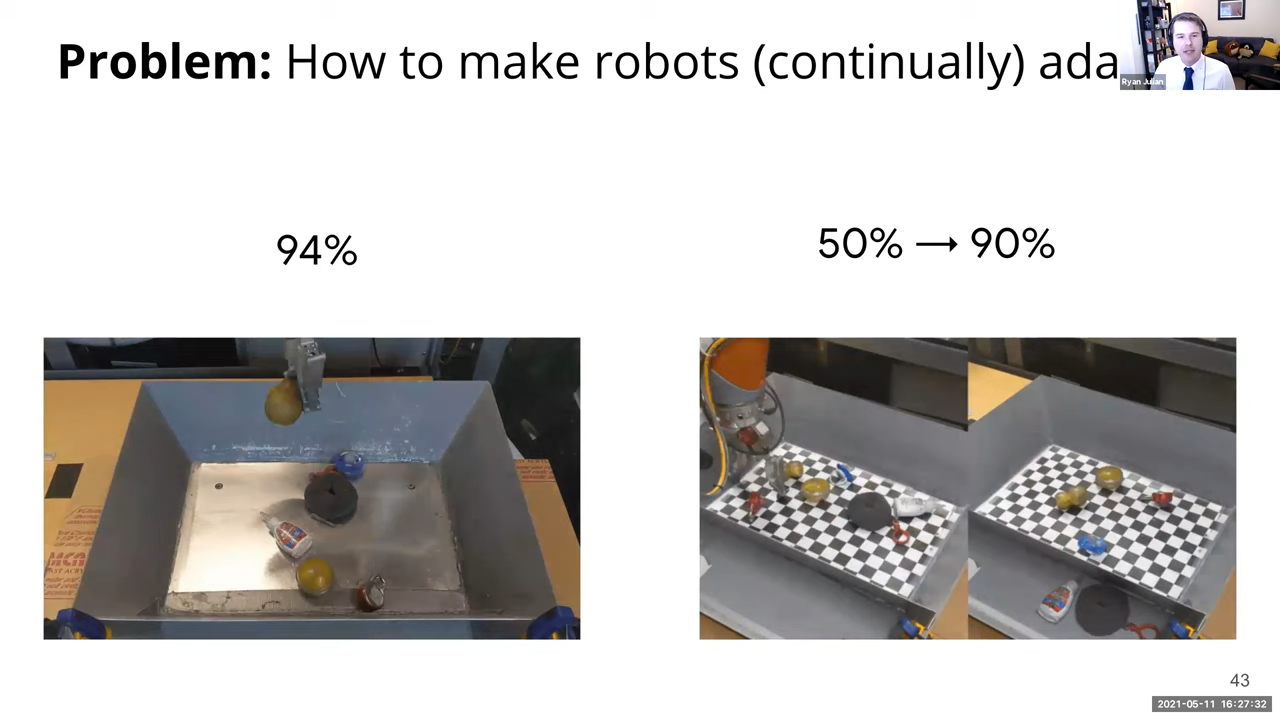 Problem: How to make robots (continually) ada
Ryan Julian
94%
50% → 90%
43
2021-05-11 16:27:32